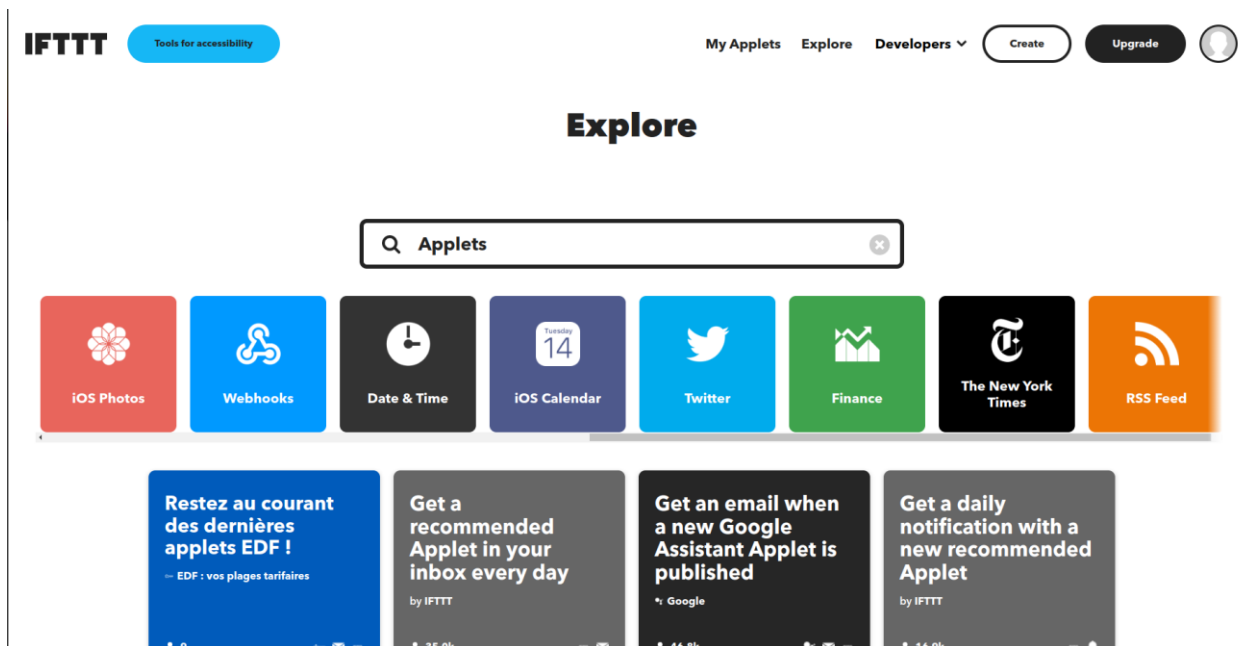 IFTTT Tools for accessibility My Applets Explore Developers Create Upgrade
Explore
Applets
Tuesday
14
iOS Photos Webhooks Date & Time iOS Calendar Twitter Finance The New York Times RSS Feed
Restez au courant
des dernières
applets EDF !
EDF : vos plages tarifaires
Get a
recommended
Applet in your
inbox every day
by IFTTT
Get an email when
a new Google
Assistant Applet is
published
Google
Get a daily
notification with a
new recommended
Applet
by IFTTT